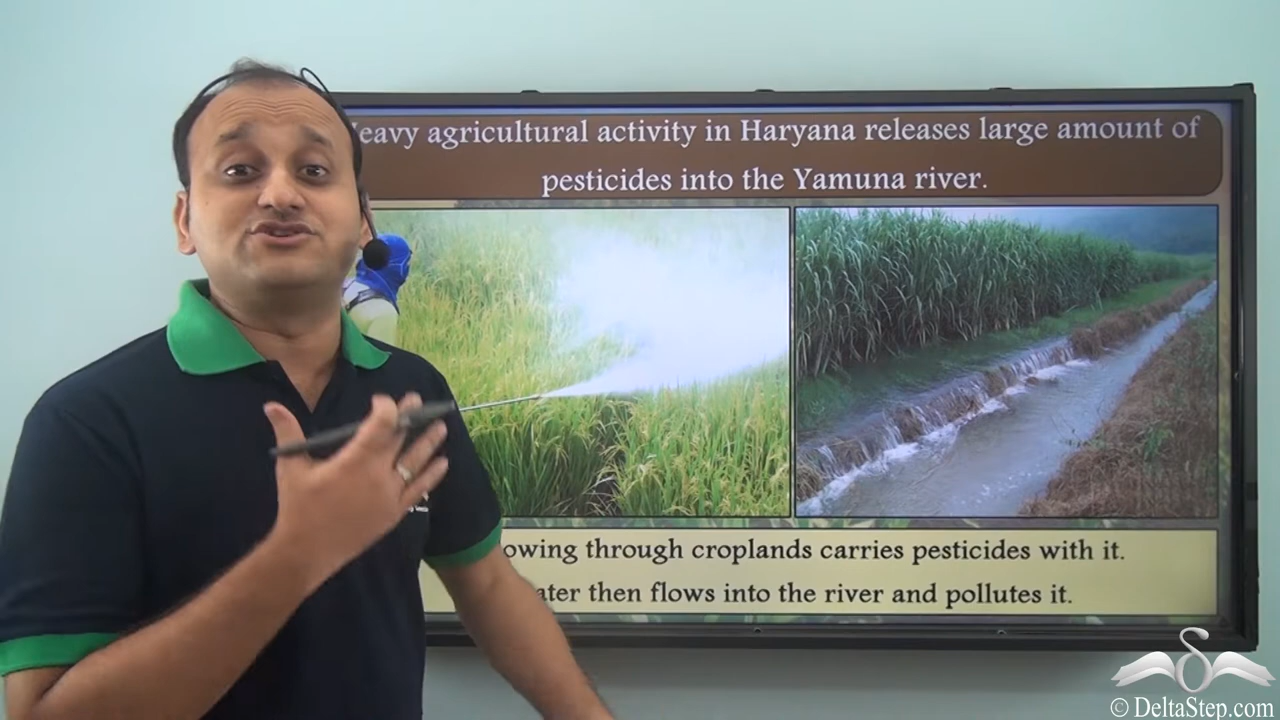 eavy agricultural activity in Haryana releases large amount of
pesticides into the Yamuna river.
owing through croplands carries pesticides with it.
ater then flows into the river and pollutes it.
© DeltaStep.com